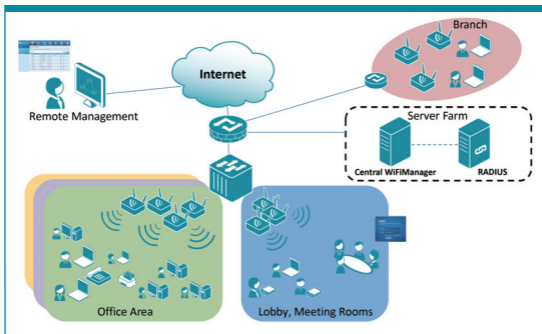 Branch
Internet
Remote Management
Server Farm
Central WiFiManager
RADIUS
Office Area
Lobby, Meeting Rooms